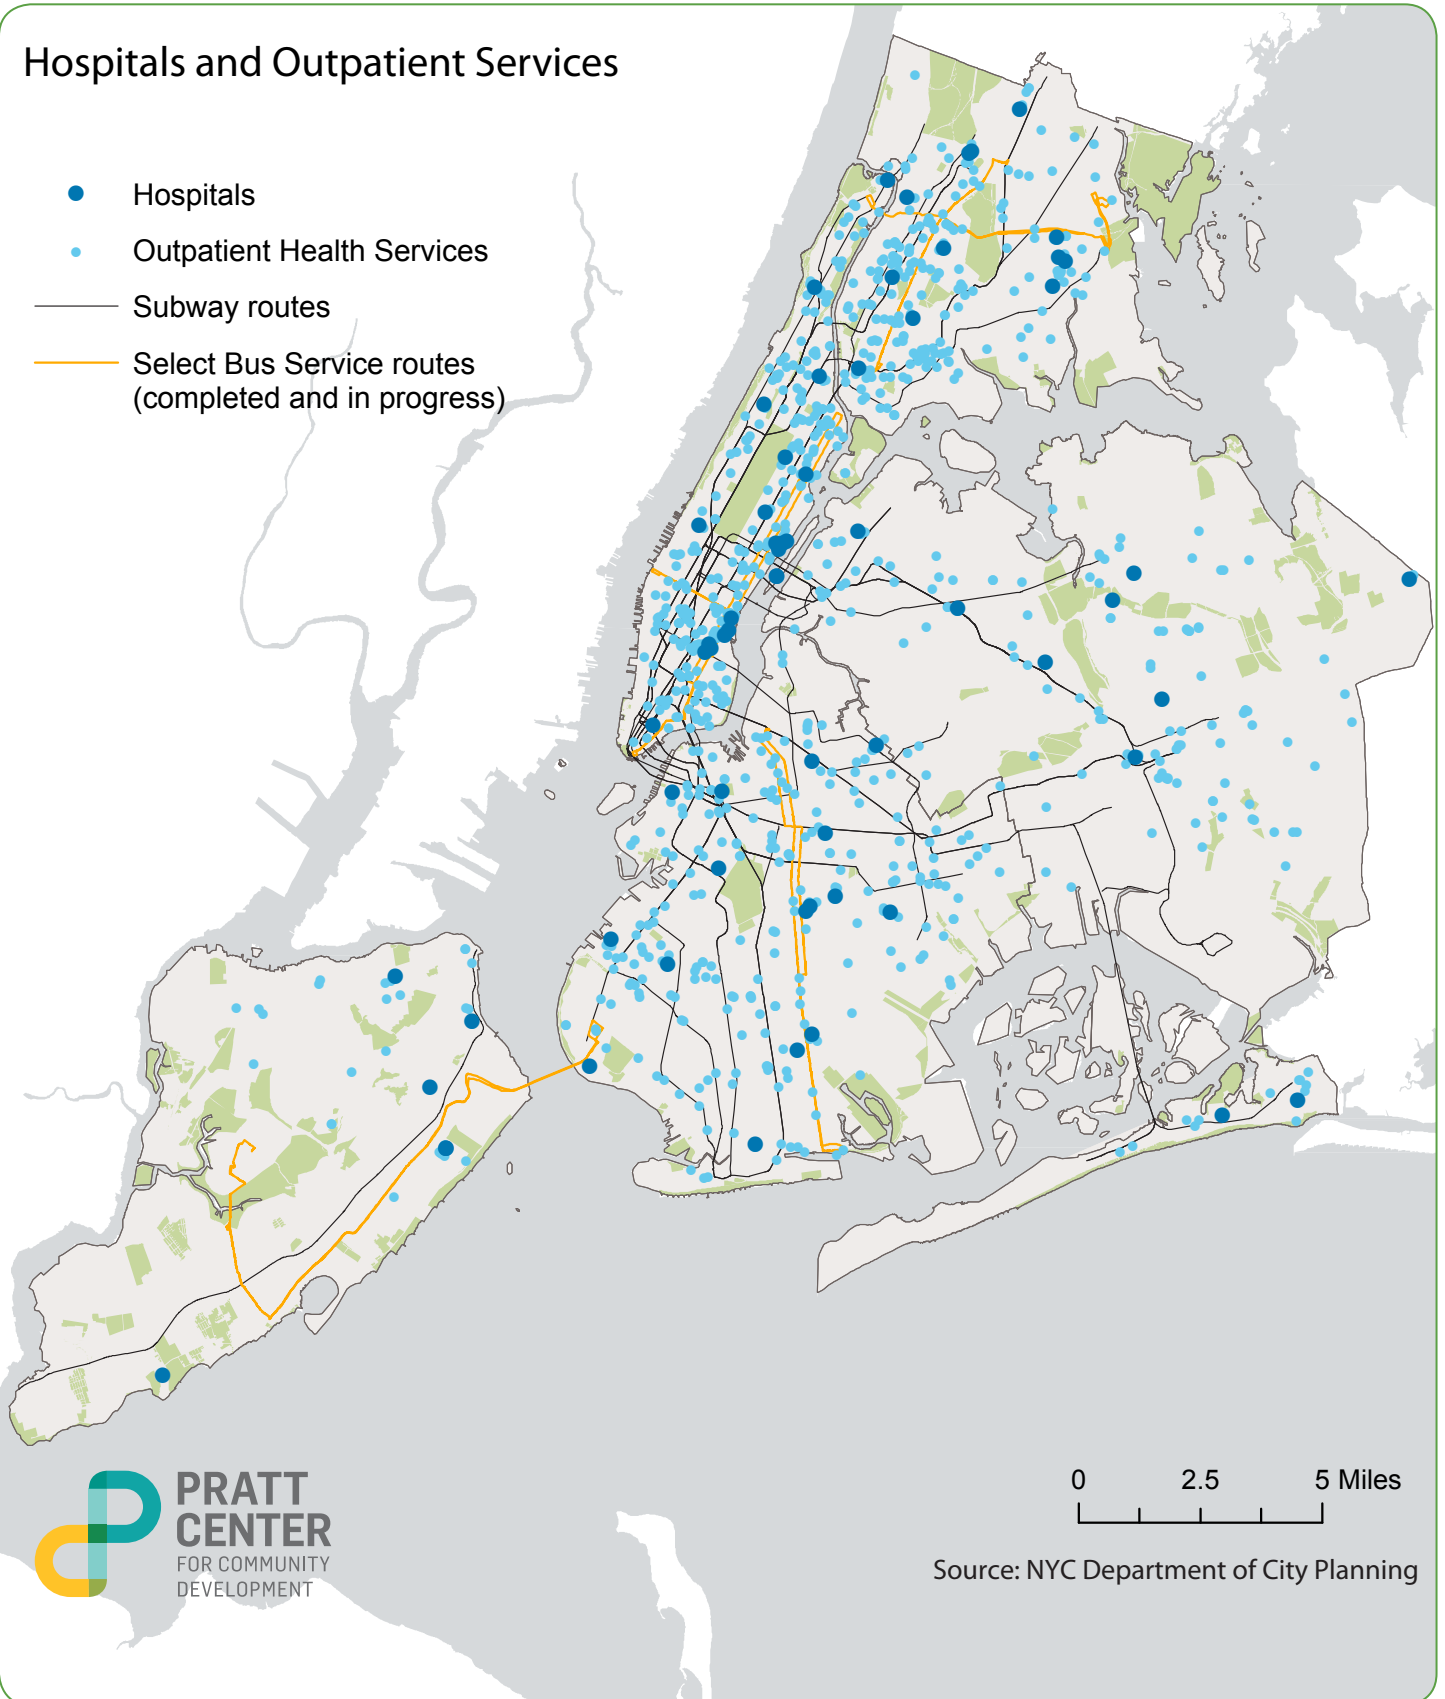 Hospitals and Outpatient Services
Hospitals
Outpatient Health Services
Subway routes
Select Bus Service routes
(completed and in progress)
PRATT
CENTER
FOR COMMUNITY
DEVELOPMENT
0 2.5 5 Miles
Source: NYC Department of City Planning